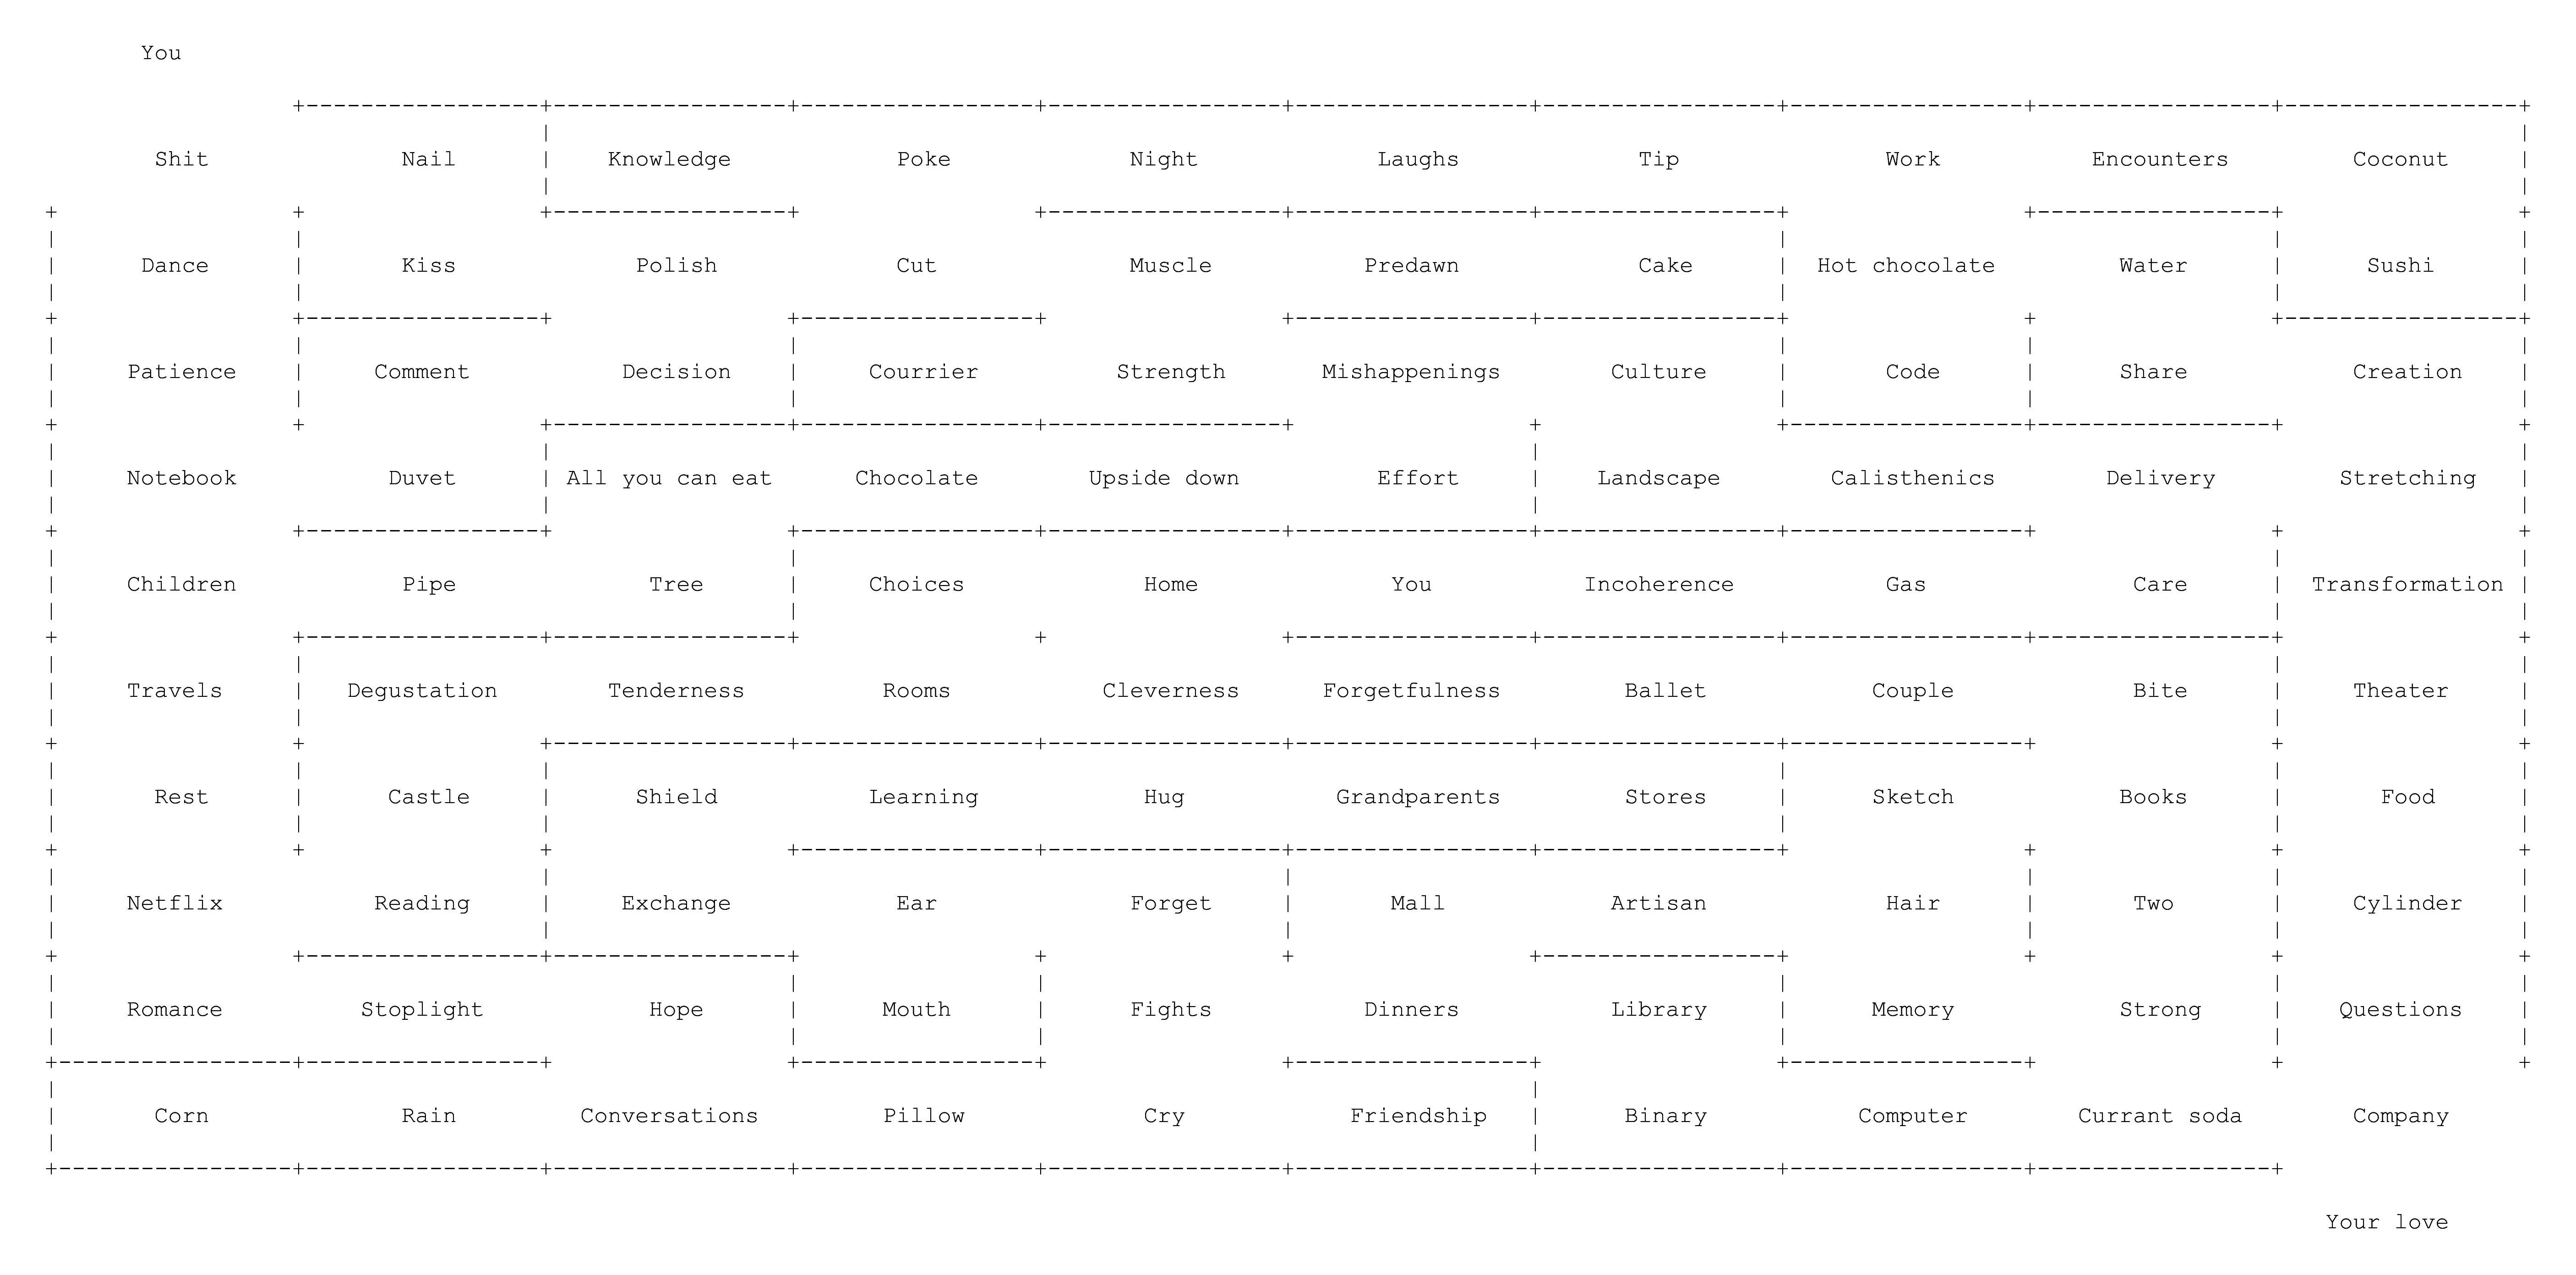 You
Shit Nail Knowledge Poke Night Laughs Tip Work Encounters Coconut
Dance Kiss Polish Cut Muscle Predawn Cake Hot chocolate Water Sushi
Patience Comment Decision Courrier Strength Mishappenings Culture Code Share Creation
Notebook Duvet All you can eat Chocolate Upside down Effort Landscape Calisthenics Delivery Stretching
Children Pipe Tree Choices Home You Incoherence Gas Care Transformation
Travels Degustation Tenderness Rooms Cleverness Forgetfulness Ballet Couple Bite Theater
Rest Castle Shield Learning Hug Grandparents Stores Sketch Books Food
Netflix Reading Exchange Ear Forget Mall Artisan Hair Two Cylinder
Romance Stoplight Hope Mouth Fights Dinners Library Memory Strong Questions
Corn Rain Conversations Pillow Cry Friendship Binary Computer Currant soda Company
Your love